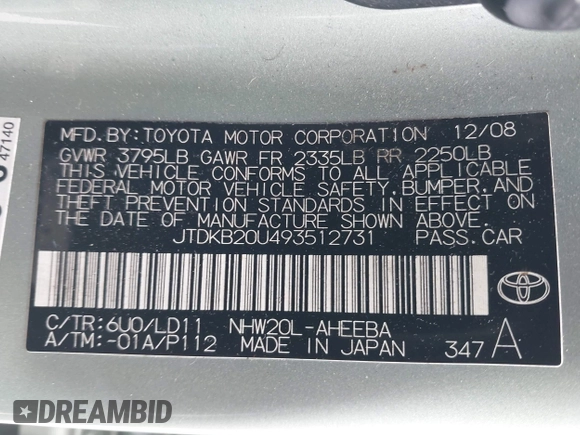 47140
MFD.BY:TOYOTA MOTOR CORPORATION 12/08
GVWR 3795LB GAWR FR 2335LB RR 2250LB
THIS VEHICLE CONFORMS TO ALL APPLICABLE
FEDERAL MOTOR VEHICLE SAFETY, BUMPER, AND
THEFT PREVENTION STANDARDS IN EFFECT ON
THE DATE OF MANUFACTURE SHOWN ABOVE.
JTDKB20U493512731 PASS.CAR
C/TR:6U0/LD11 NHW20L-AHEEBA
A/TM:-01A/P112 MADE IN JAPAN 347 A
DREAMBID